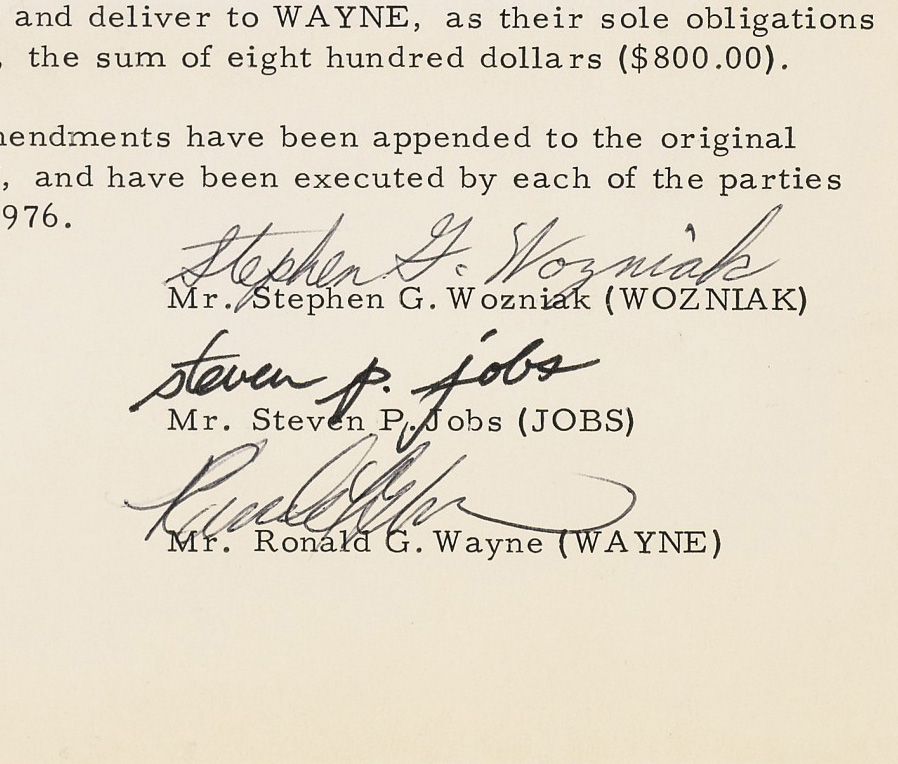 and deliver to WAYNE, as their sole obligations
, the sum of eight hundred dollars ($800.00).
endments have been appended to the original
, and have been executed by each of the parties
976.
Stephen G. Wozniak
Mr. Stephen G. Wozniak (WOZNIAK)
steven p. jobs
Mr. Steven P. Jobs (JOBS)
Mr. Ronald G. Wayne (WAYNE)